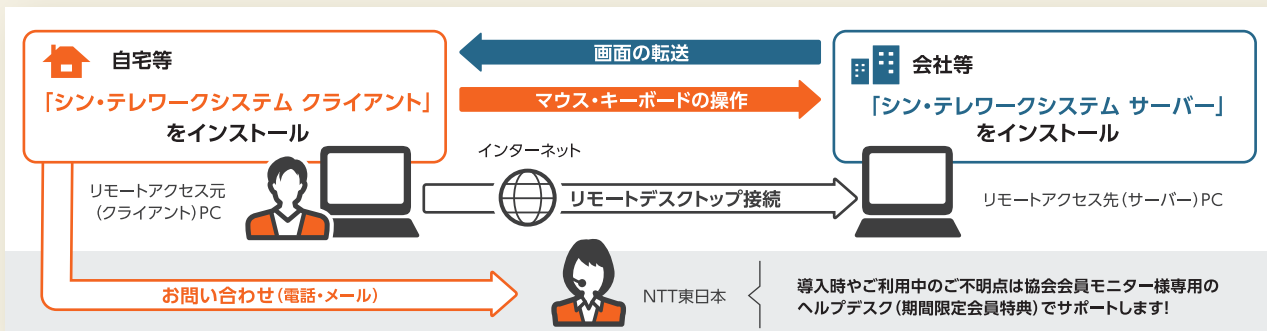 自宅等
「シン・テレワークシステム クライアント」
をインストール
画面の転送
マウス・キーボードの操作
会社等
「シン・テレワークシステム サーバー」
をインストール
インターネット
リモートアクセス元
(クライアント)PC
リモートデスクトップ接続
リモートアクセス先(サーバー)PC
お問い合わせ(電話・メール)
NTT東日本
導入時やご利用中のご不明点は協会会員モニター様専用の
ヘルプデスク(期間限定会員特典)でサポートします!